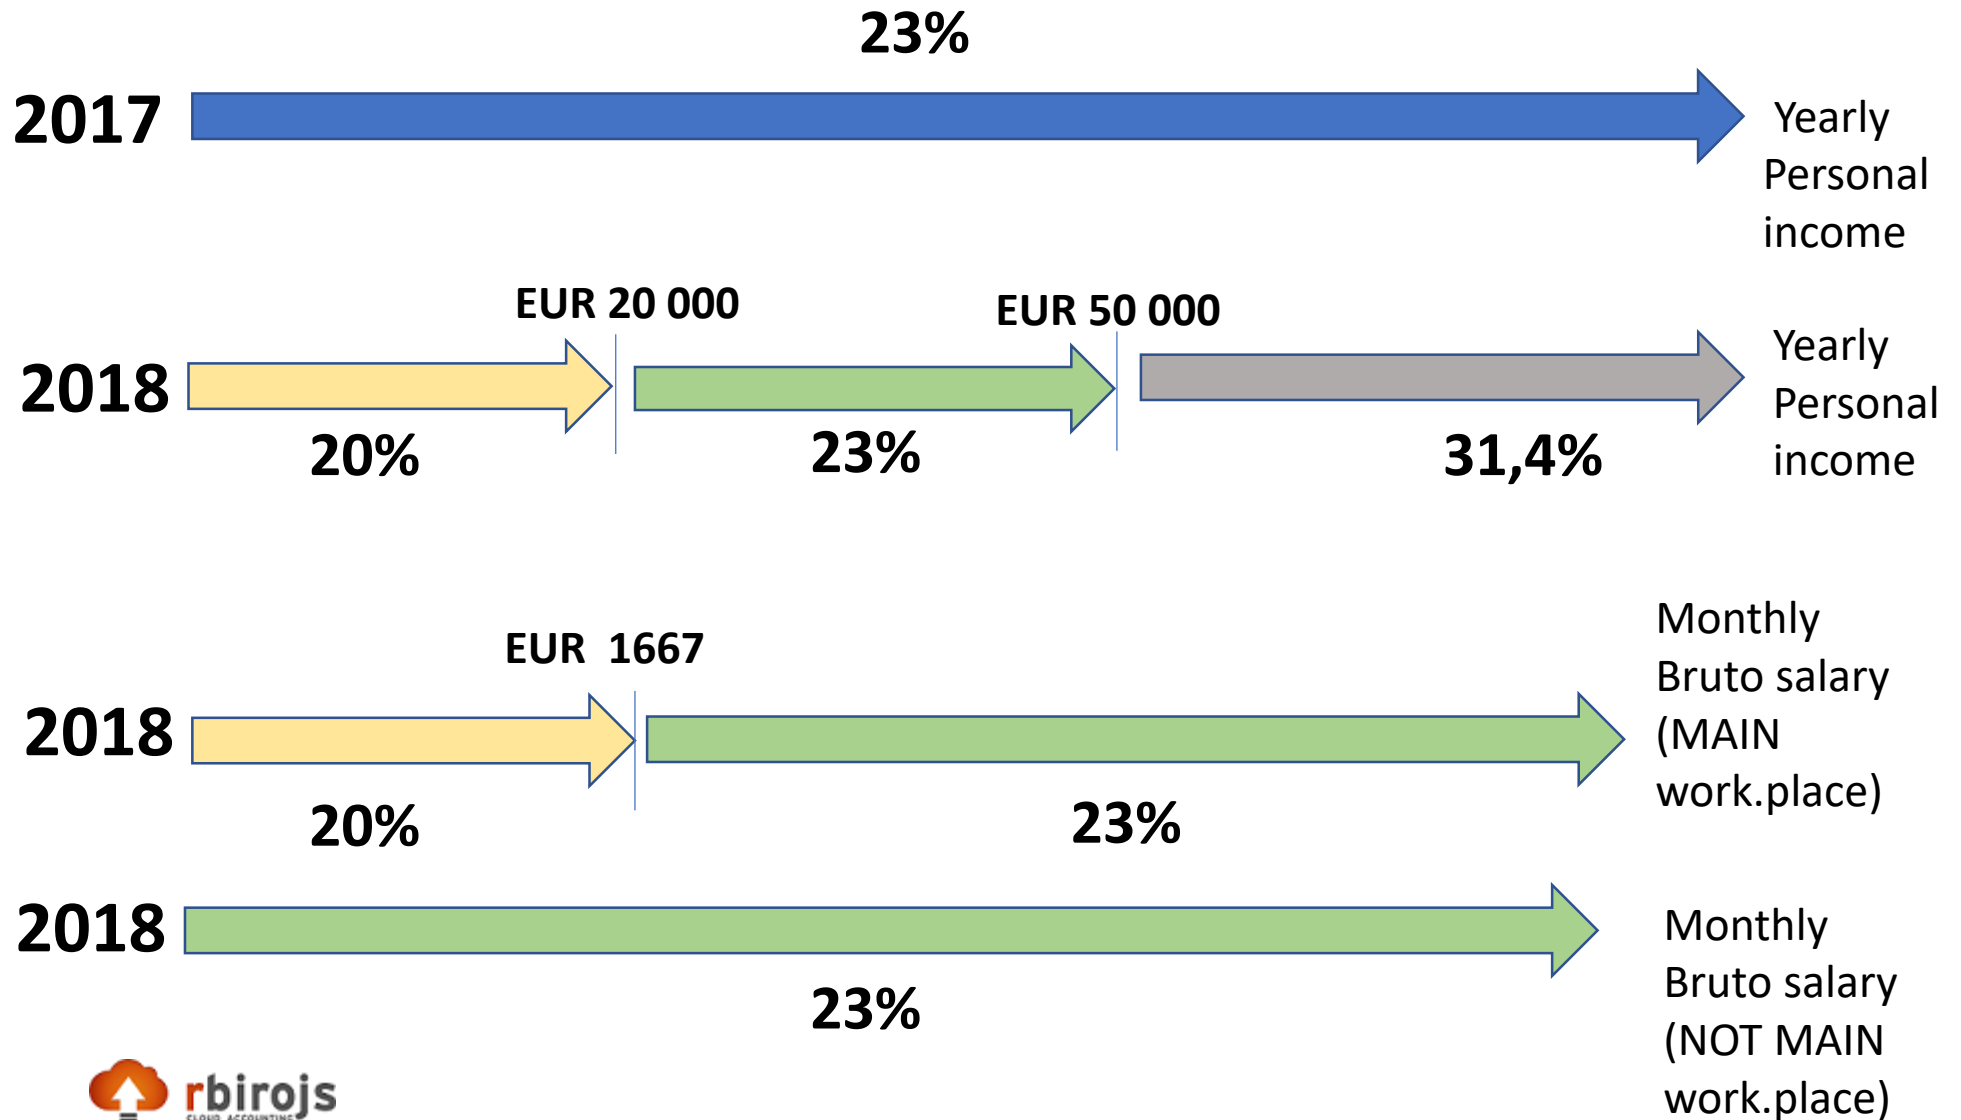 23%
2017
Yearly
Personal
income
EUR 20 000
EUR 50 000
2018
20%
23%
31,4%
Yearly
Personal
income
EUR 1667
2018
20%
23%
Monthly
Bruto salary
(MAIN
work.place)
2018
23%
Monthly
Bruto salary
(NOT MAIN
work.place)
rbirojs
CLOUD ACCOUNTING